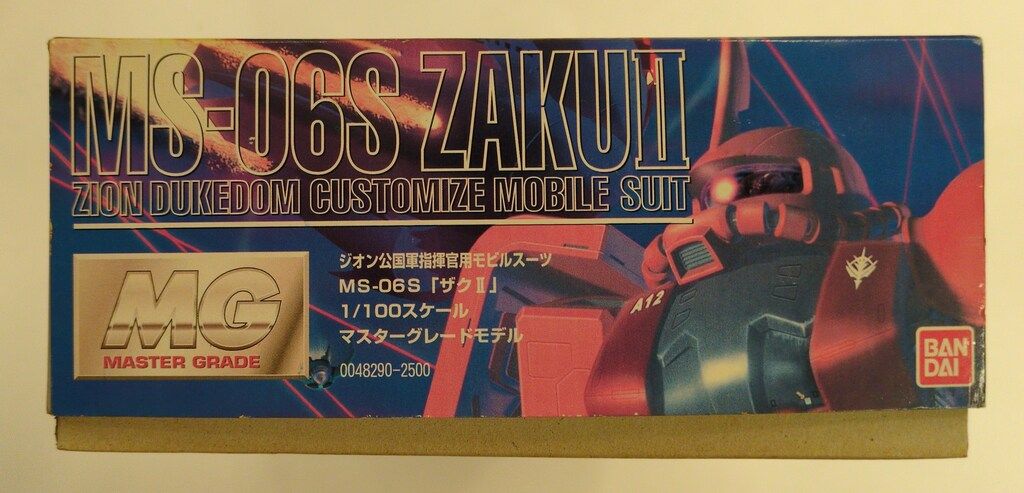 MS-06S ZAKUⅡ
ZION DUKEDOM CUSTOMIZE MOBILE SUIT
MG
MASTER GRADE
ジオン公国軍指揮官用モビルスーツ
MS-06S「ザクⅡ」
1/100スケール
マスターグレードモデル
0048290-2500
A12
BAN
DAI